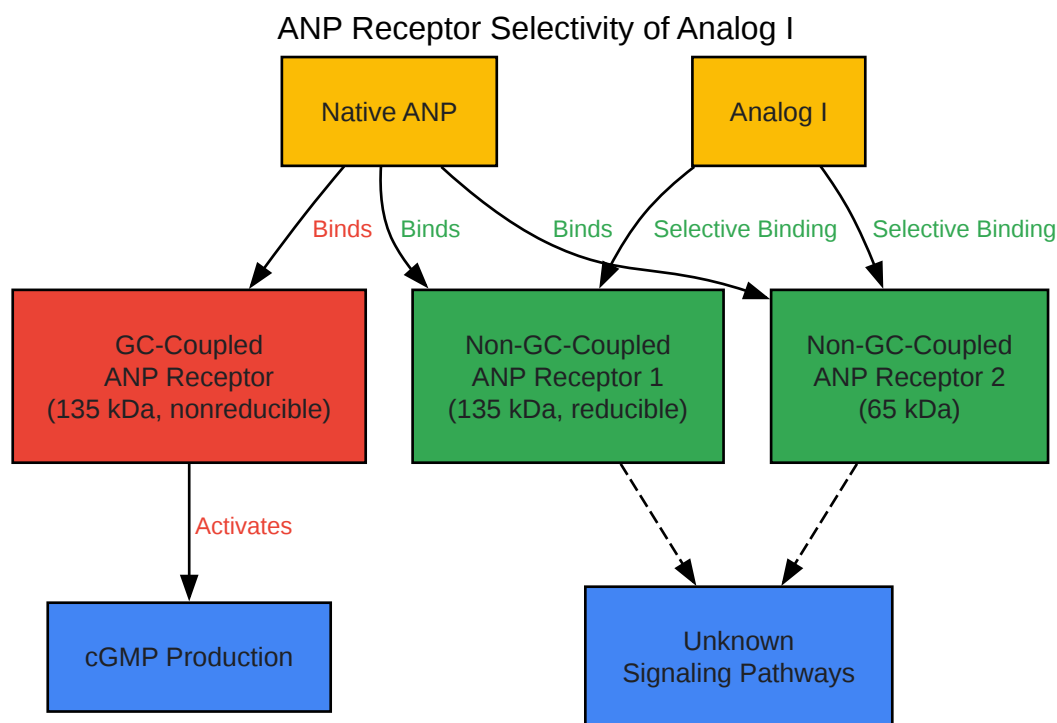 ANP Receptor Selectivity of Analog I
Native ANP
Analog I
Binds
Binds
Binds
Selective Binding
Selective Binding
GC-Coupled
ANP Receptor
(135 kDa, nonreducible)
Non-GC-Coupled
ANP Receptor 1
(135 kDa, reducible)
Non-GC-Coupled
ANP Receptor 2
(65 kDa)
Activates
cGMP Production
Unknown
Signaling Pathways